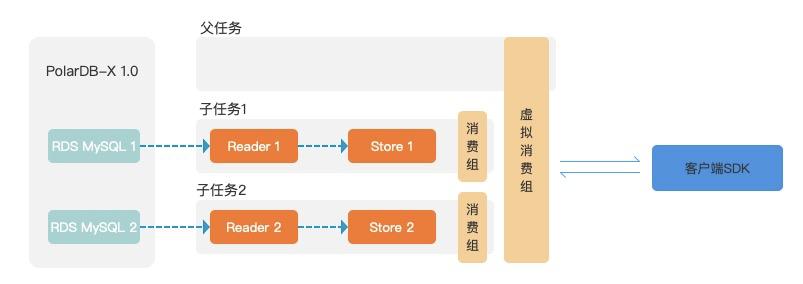 父任务
PolarDB-X 1.0
子任务1
RDS MySQL 1
Reader 1
Store 1
消费组
虚拟消费组
客户端SDK
子任务2
RDS MySQL 2
Reader 2
Store 2
消费组